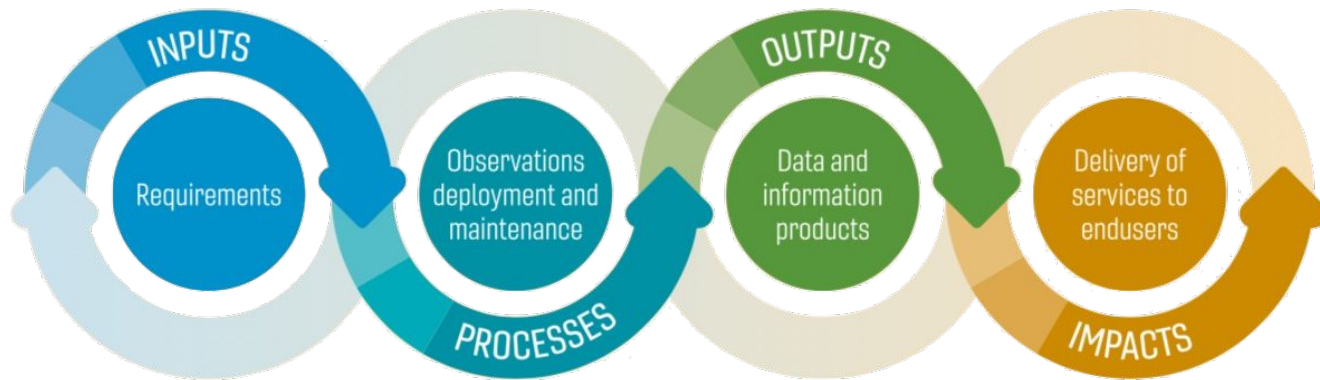 INPUTS
Requirements
Observations
deployment and
maintenance
PROCESSES
OUTPUTS
Data and
information
products
Delivery of
services to
endusers
IMPACTS